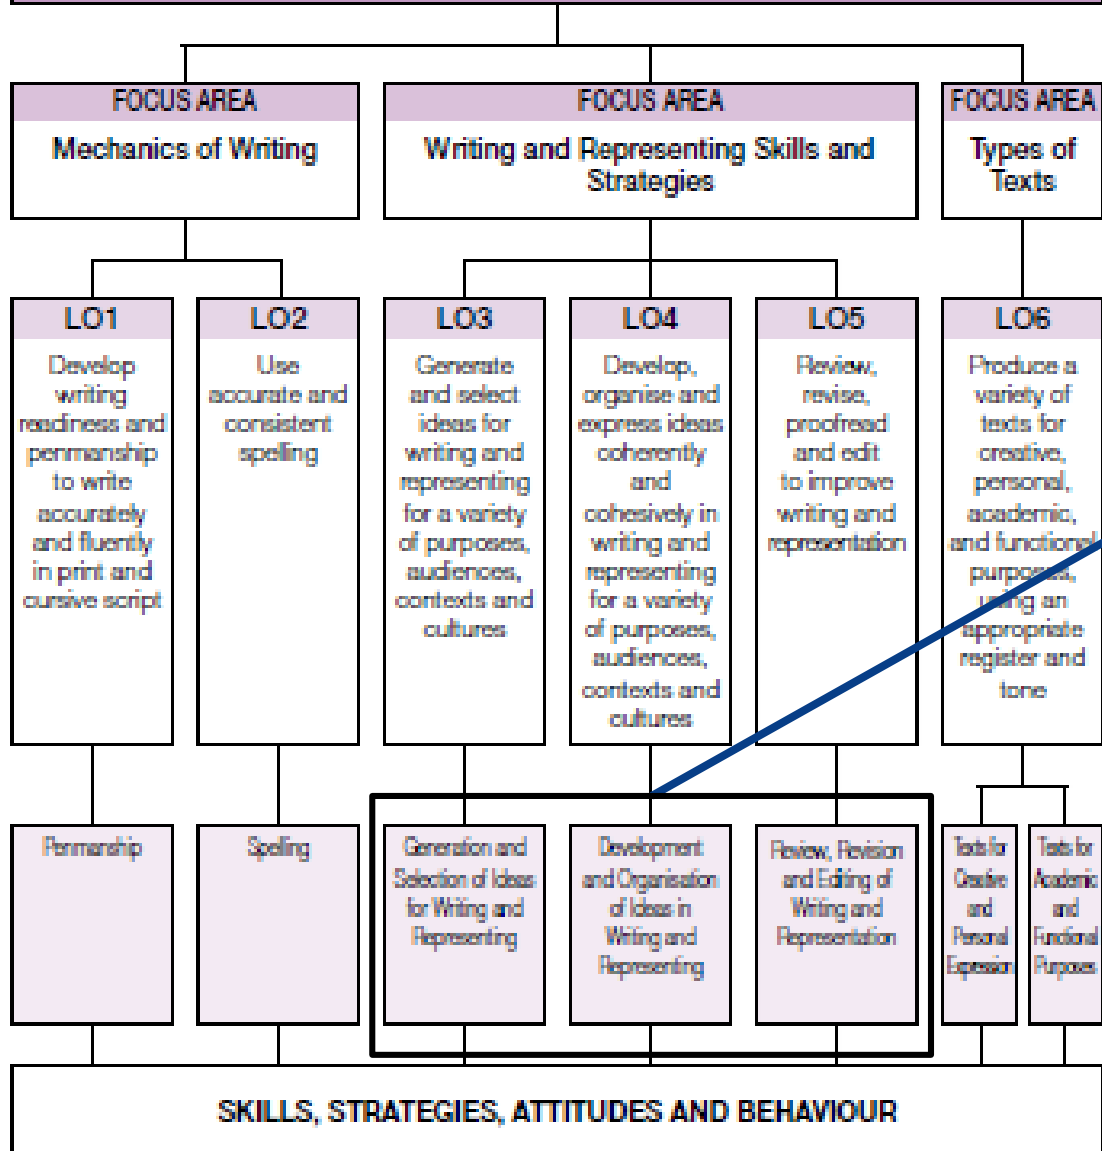 FOCUS AREA
Mechanics of Writing
FOCUS AREA
Writing and Representing Skills and
Strategies
FOCUS AREA
Types of
Texts
LO1
Develop
writing
readiness and
penmanship
to write
accurately
and fluently
in print and
cursive script
LO2
Use
accurate and
consistent
spelling
LO3
Generate
and select
ideas for
writing and
representing
for a variety
of purposes,
audiences,
contexts and
cultures
LO4
Develop,
organise and
express ideas
coherently
and
cohesively in
writing and
representing
for a variety
of purposes,
audiences,
contexts and
cultures
LO5
Review,
revise,
proofread
and edit
to improve
writing and
representation
LO6
Produce a
variety of
texts for
creative,
personal,
academic,
and functional
purposes,
using an
appropriate
register and
tone
Penmanship
Spelling
Generation and
Selection of Ideas
for Writing and
Representing
Development
and Organisation
of Ideas in
Writing and
Representing
Review, Revision
and Editing of
Writing and
Representation
Texts for
Creative
and
Personal
Expression
Texts for
Academic
and
Functional
Purposes
SKILLS, STRATEGIES, ATTITUDES AND BEHAVIOUR